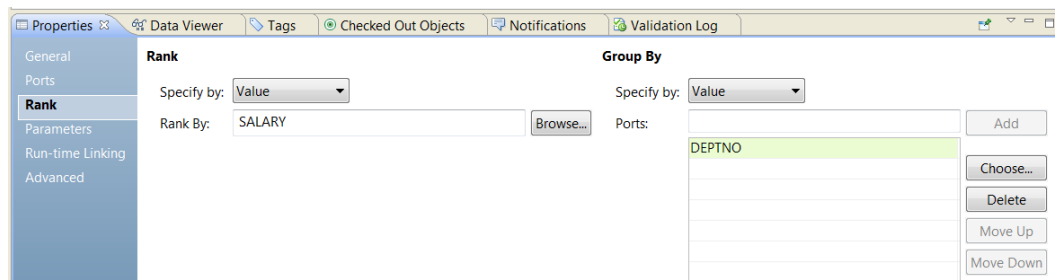 Properties Data Viewer Tags Checked Out Objects Notifications Validation Log
General
Ports
Rank
Parameters
Run-time Linking
Advanced
Rank
Specify by: Value
Rank By: SALARY Browse...
Group By
Specify by: Value
Ports: Add
DEPTNO
Choose...
Delete
Move Up
Move Down